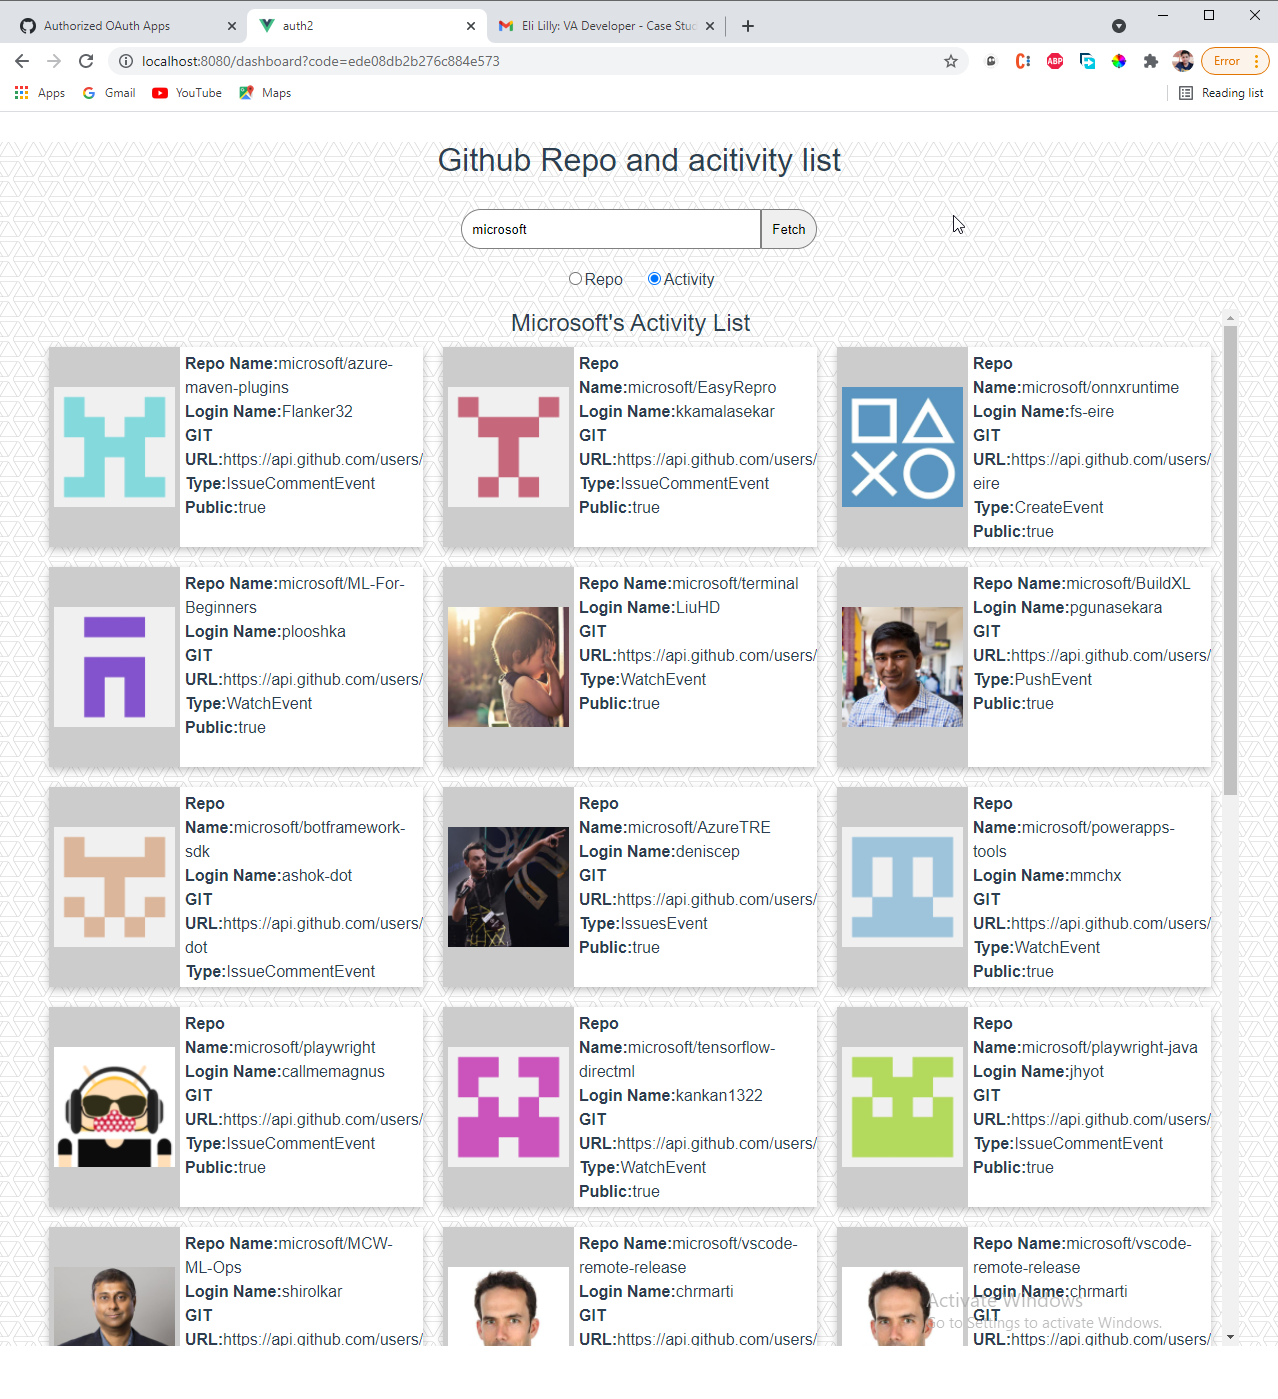 Authorized OAuth Apps
auth2
Eli Lilly: VA Developer - Case Stu
localhost:8080/dashboard?code=ede08db2b276c884e573
ABP
Error
Apps
Gmail
YouTube
Maps
Reading list
Github Repo and acitivity list
microsoft
Fetch
Repo
Activity
Microsoft's Activity List
Repo Name:microsoft/azure-
maven-plugins
Login Name:Flanker32
GIT
URL:https://api.github.com/users/
Type:IssueCommentEvent
Public:true
Repo
Name:microsoft/EasyRepro
Login Name:kkamalasekar
GIT
URL:https://api.github.com/users/
Type:IssueCommentEvent
Public:true
Repo
Name:microsoft/onnxruntime
Login Name:fs-eire
GIT
URL:https://api.github.com/users/
eire
Type:CreateEvent
Public:true
Repo Name:microsoft/ML-For-
Beginners
Login Name:plooshka
GIT
URL:https://api.github.com/users/
Type:WatchEvent
Public:true
Repo Name:microsoft/terminal
Login Name:LiuHD
GIT
URL:https://api.github.com/users/
Type:WatchEvent
Public:true
Repo Name:microsoft/BuildXL
Login Name:pgunasekara
GIT
URL:https://api.github.com/users/
Type:PushEvent
Public:true
Repo
Name:microsoft/botframework-
sdk
Login Name:ashok-dot
GIT
URL:https://api.github.com/users/
dot
Type:IssueCommentEvent
Repo
Name:microsoft/AzureTRE
Login Name:deniscep
GIT
URL:https://api.github.com/users/
Type:IssuesEvent
Public:true
Repo
Name:microsoft/powerapps-
tools
Login Name:mmchx
GIT
URL:https://api.github.com/users/
Type:WatchEvent
Public:true
Repo
Name:microsoft/playwright
Login Name:callmemagnus
GIT
URL:https://api.github.com/users/
Type:IssueCommentEvent
Public:true
Repo
Name:microsoft/tensorflow-
directml
Login Name:kankan1322
GIT
URL:https://api.github.com/users/
Type:WatchEvent
Public:true
Repo
Name:microsoft/playwright-java
Login Name:jhyot
GIT
URL:https://api.github.com/users/
Type:IssueCommentEvent
Public:true
Repo Name:microsoft/MCW-
ML-Ops
Login Name:shirolkar
GIT
URL:https://api.github.com/users/
Repo Name:microsoft/vscode-
remote-release
Login Name:chrmarti
GIT
URL:https://api.github.com/users/
Repo Name:microsoft/vscode-
remote-release
Login Name:chrmarti
GIT
URL:https://api.github.com/users/
Activate Windows
Go to Settings to activate Windows.